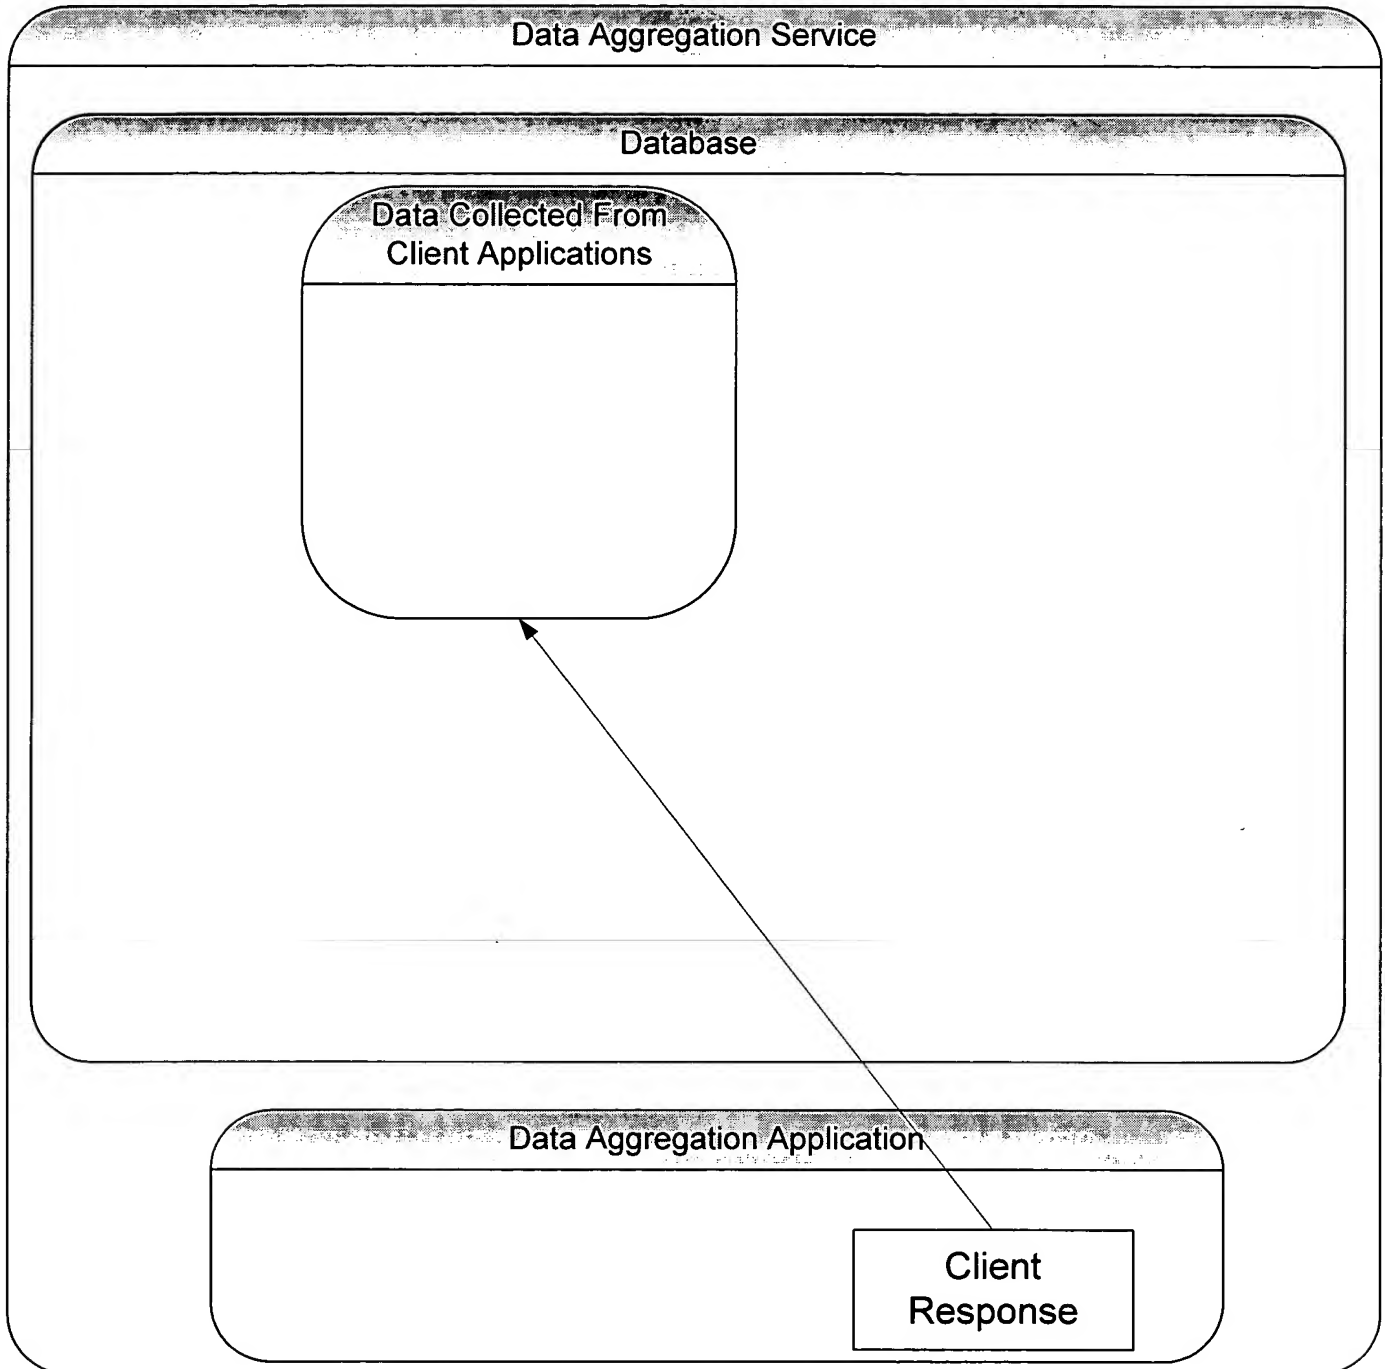 Data Aggregation Service
Database
Data Collected From
Client Applications
Data Aggregation Application
Client
Response